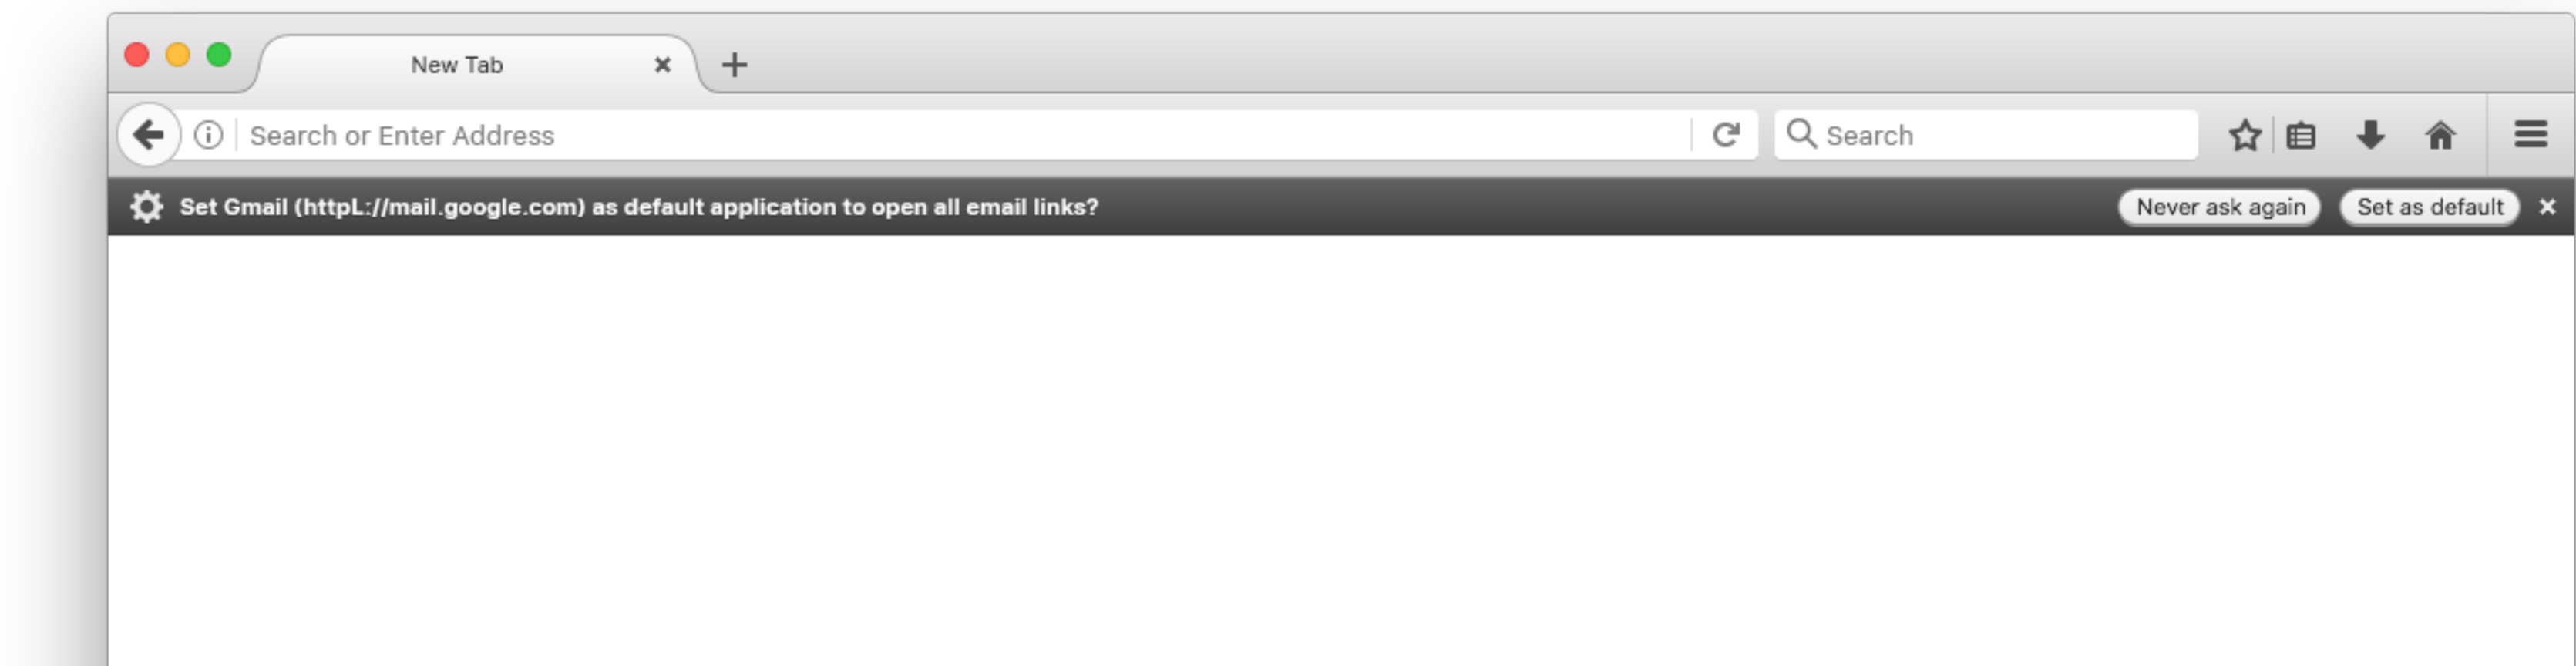 New Tab
Search or Enter Address
Search
Set Gmail (httpL://mail.google.com) as default application to open all email links?
Never ask again
Set as default